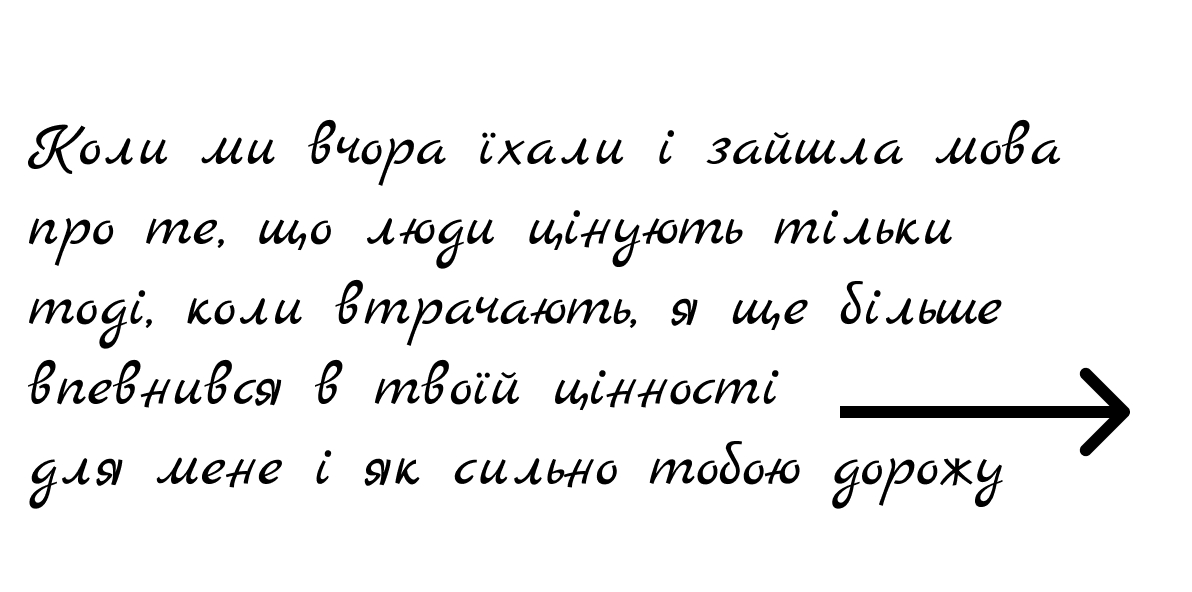 Коли ми вчора їхали і зайшла мова
про те, що люди цінують тільки
тоді, коли втрачають, я ще більше
впевнився в твоїй цінності
для мене і як сильно тобою дорожу